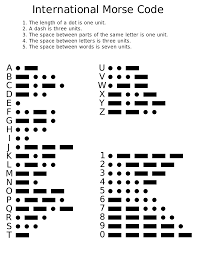 International Morse Code
1. The length of a dot is one unit.
2. A dash is three units.
3. The space between parts of the same letter is one unit.
4. The space between letters is three units.
5. The space between words is seven units.
A
B
C
D
E
F
G
H
I
J
K
L
M
N
O
P
Q
R
S
T
U
V
W
X
Y
Z
1
2
3
4
5
6
7
8
9
0